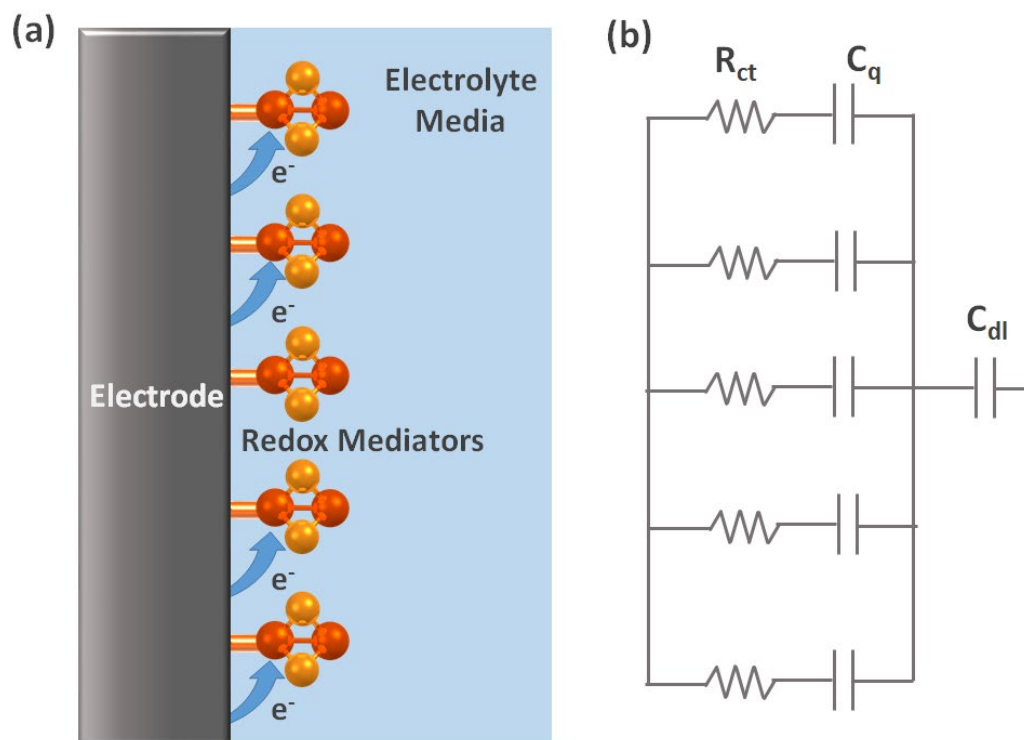 (a)
Electrolyte
Media
e-
e-
Electrode
Redox Mediators
e-
e-
(b)
Rct
Cq
Cdl